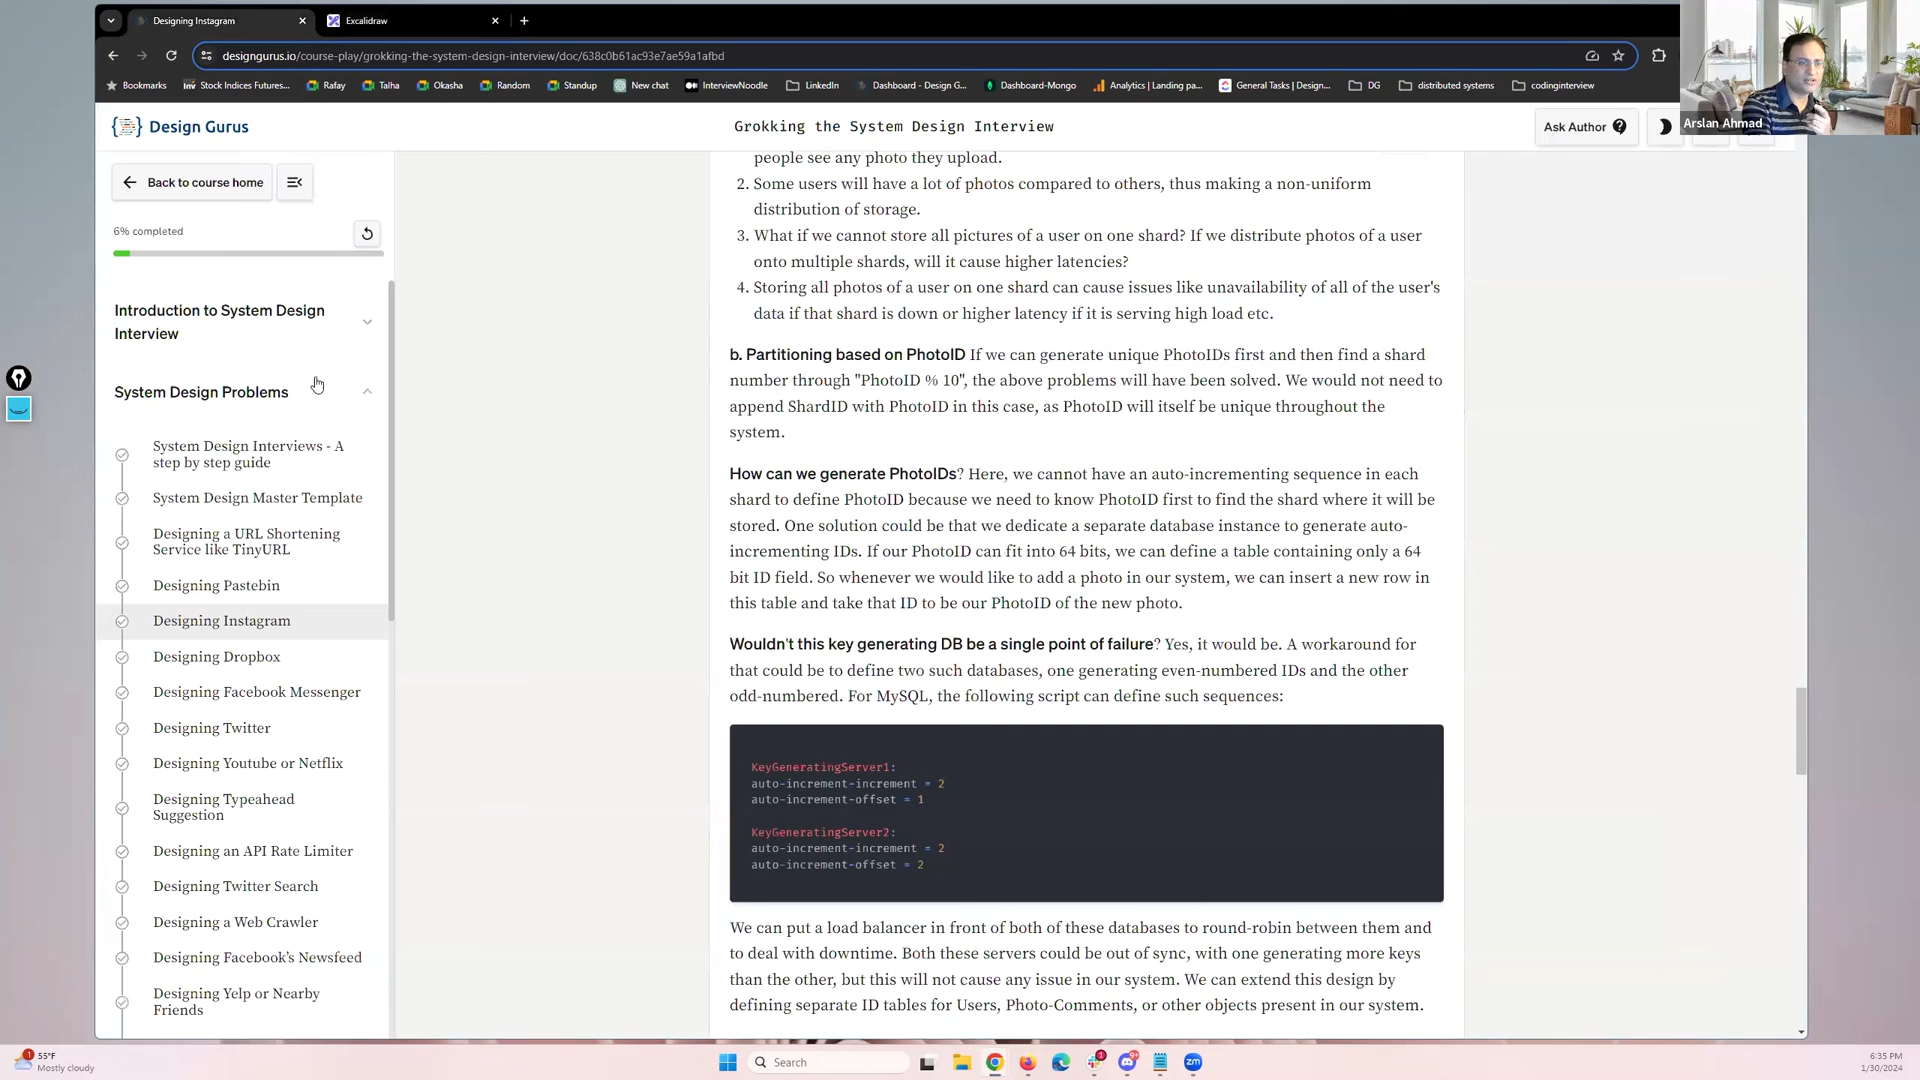 Designing Instagram
Excalidraw
designgurus.io/course-play/grokking-the-system-design-interview/doc/638c0b61ac93e7ae59a1afbd
Bookmarks
Stock Indices Futures...
Rafay
Talha
Okasha
Random
Standup
New chat
InterviewNoodle
LinkedIn
Dashboard - Design G...
Dashboard-Mongo
Analytics | Landing pa...
General Tasks | Design...
DG
distributed systems
codinginterview
Arslan Ahmad
Design Gurus
Grokking the System Design Interview
Ask Author
Back to course home
6% completed
Introduction to System Design
Interview
System Design Problems
System Design Interviews - A
step by step guide
System Design Master Template
Designing a URL Shortening
Service like TinyURL
Designing Pastebin
Designing Instagram
Designing Dropbox
Designing Facebook Messenger
Designing Twitter
Designing Youtube or Netflix
Designing Typeahead
Suggestion
Designing an API Rate Limiter
Designing Twitter Search
Designing a Web Crawler
Designing Facebook's Newsfeed
Designing Yelp or Nearby
Friends
people see any photo they upload.
2. Some users will have a lot of photos compared to others, thus making a non-uniform
distribution of storage.
3. What if we cannot store all pictures of a user on one shard? If we distribute photos of a user
onto multiple shards, will it cause higher latencies?
4. Storing all photos of a user on one shard can cause issues like unavailability of all of the user's
data if that shard is down or higher latency if it is serving high load etc.
b. Partitioning based on PhotoID If we can generate unique PhotoIDs first and then find a shard
number through "PhotoID % 10", the above problems will have been solved. We would not need to
append ShardID with PhotoID in this case, as PhotoID will itself be unique throughout the
system.
How can we generate PhotoIDs? Here, we cannot have an auto-incrementing sequence in each
shard to define PhotoID because we need to know PhotoID first to find the shard where it will be
stored. One solution could be that we dedicate a separate database instance to generate auto-
incrementing IDs. If our PhotoID can fit into 64 bits, we can define a table containing only a 64
bit ID field. So whenever we would like to add a photo in our system, we can insert a new row in
this table and take that ID to be our PhotoID of the new photo.
Wouldn't this key generating DB be a single point of failure? Yes, it would be. A workaround for
that could be to define two such databases, one generating even-numbered IDs and the other
odd-numbered. For MySQL, the following script can define such sequences:
KeyGeneratingServer1:
auto-increment-increment = 2
auto-increment-offset = 1
KeyGeneratingServer2:
auto-increment-increment = 2
auto-increment-offset = 2
We can put a load balancer in front of both of these databases to round-robin between them and
to deal with downtime. Both these servers could be out of sync, with one generating more keys
than the other, but this will not cause any issue in our system. We can extend this design by
defining separate ID tables for Users, Photo-Comments, or other objects present in our system.
1
55°F
Mostly cloudy
Search
1
9+
zm
6:35 PM
1/30/2024